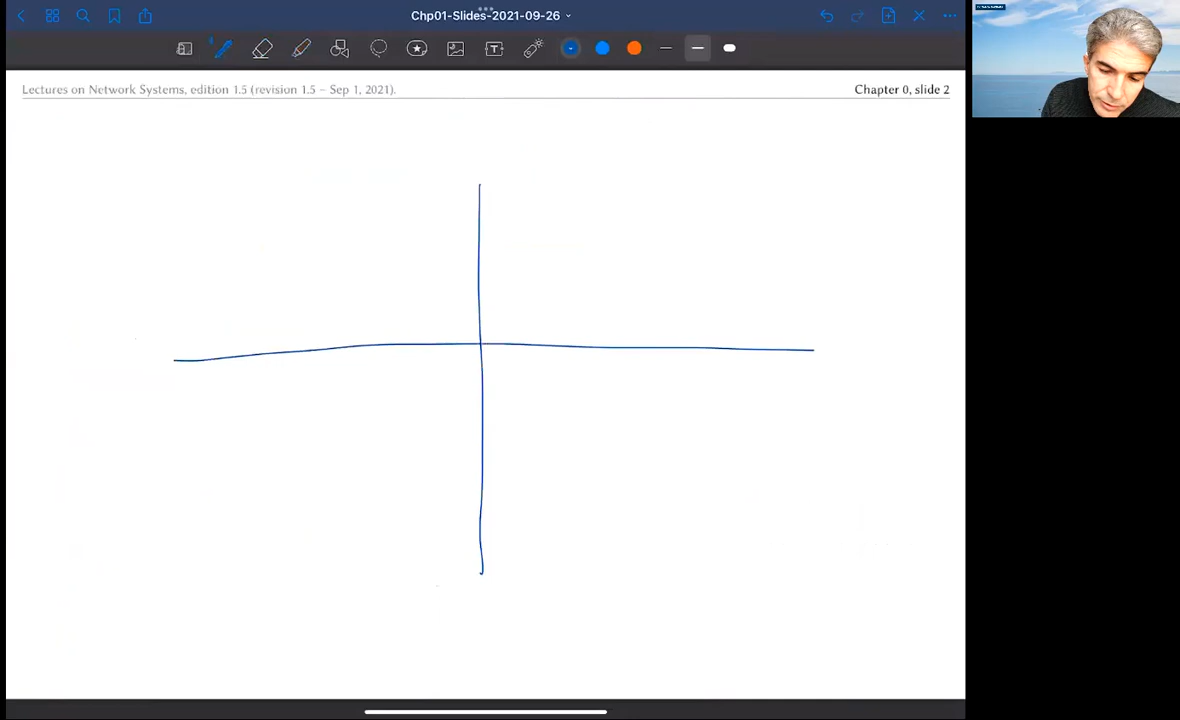 Chp01-Slides-2021-09-26
Lectures on Network Systems, edition 1.5 (revision 1.5 – Sep 1, 2021).
Chapter 0, slide 2